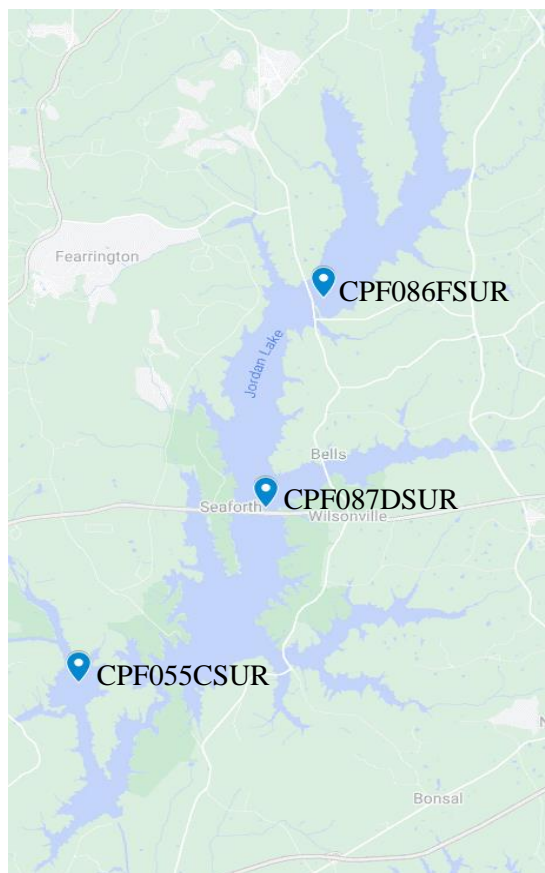 Fearrington
CPF086FSUR
Jordan Lake
Bells
CPF087DSUR
Seaforth
Wilsonville
CPF055CSUR
N
Bonsal